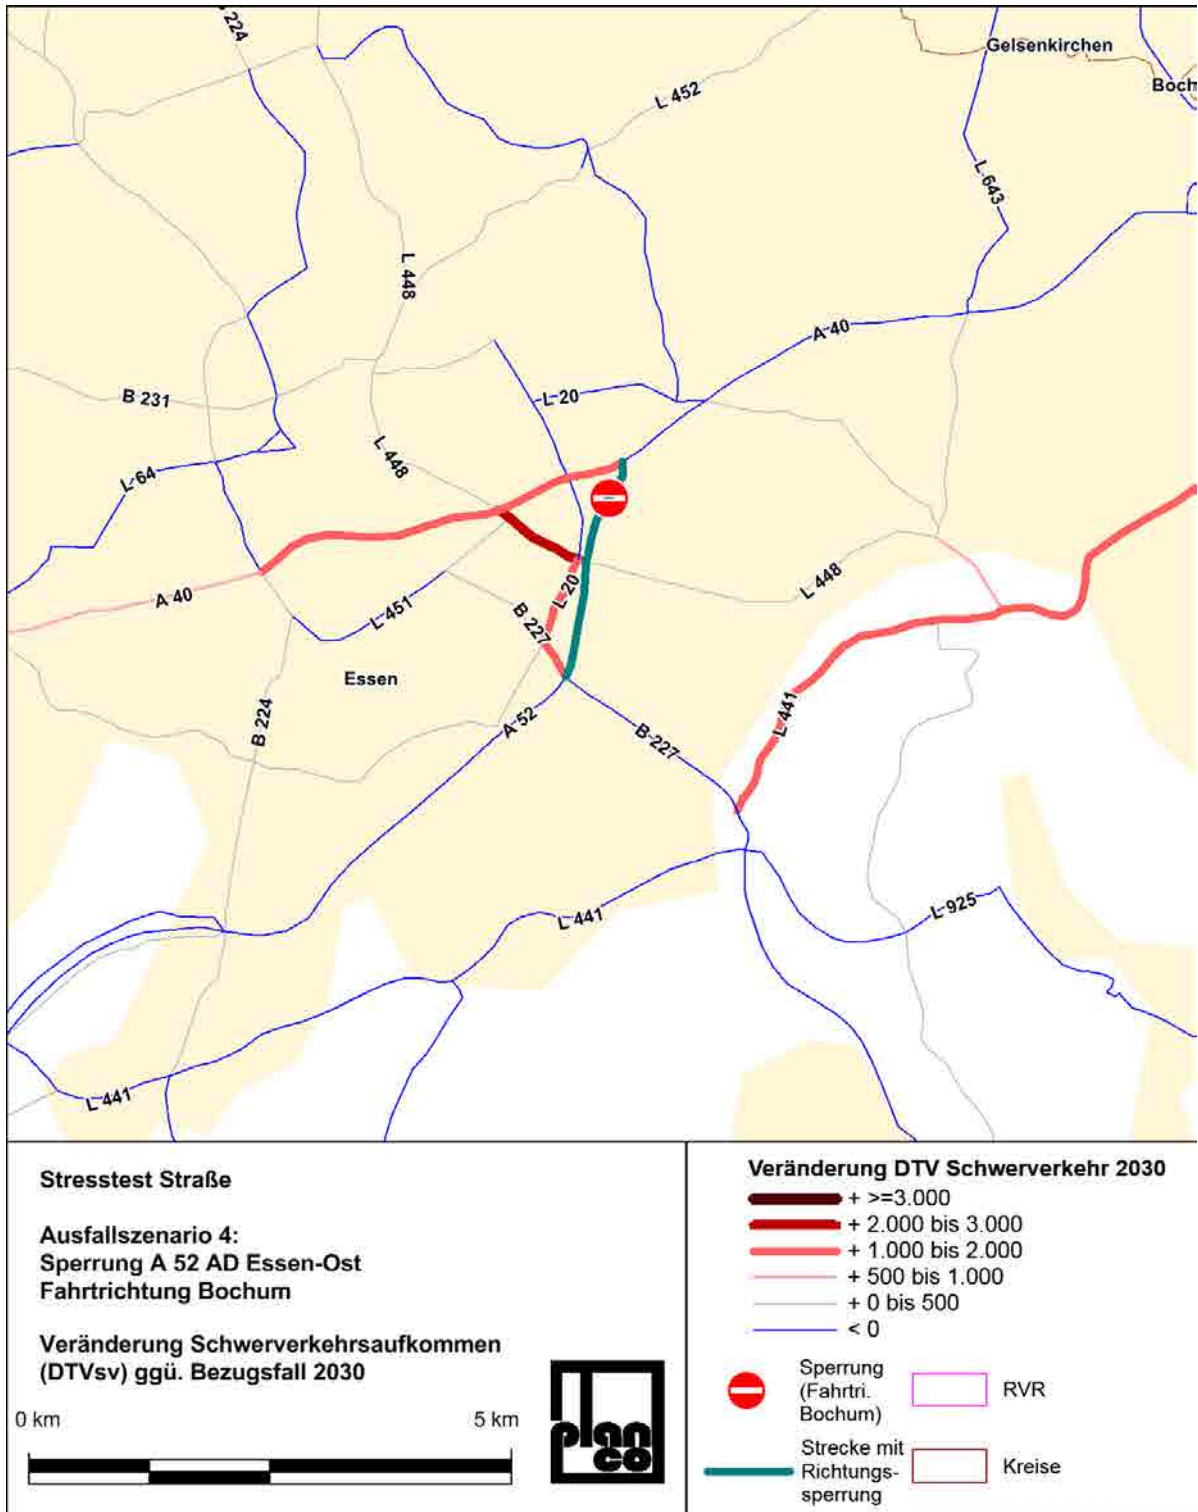 B 224
Gelsenkirchen
Boch
L 452
L 643
L 448
A 40
B 231
L 20
L 448
L 64
L 448
A 40
L 20
L 451
B 227
Essen
L 441
B 224
A 52
B 227
L 925
L 441
L 441
Stresstest Straße
Ausfallszenario 4:
Sperrung A 52 AD Essen-Ost
Fahrtrichtung Bochum
Veränderung Schwerverkehrsaufkommen
(DTVsv) ggü. Bezugsfall 2030
0 km
5 km
plan
co
Veränderung DTV Schwerverkehr 2030
+ >=3.000
+ 2.000 bis 3.000
+ 1.000 bis 2.000
+ 500 bis 1.000
+ 0 bis 500
< 0
Sperrung
(Fahrtri.
Bochum)
RVR
Strecke mit
Richtungs-
sperrung
Kreise